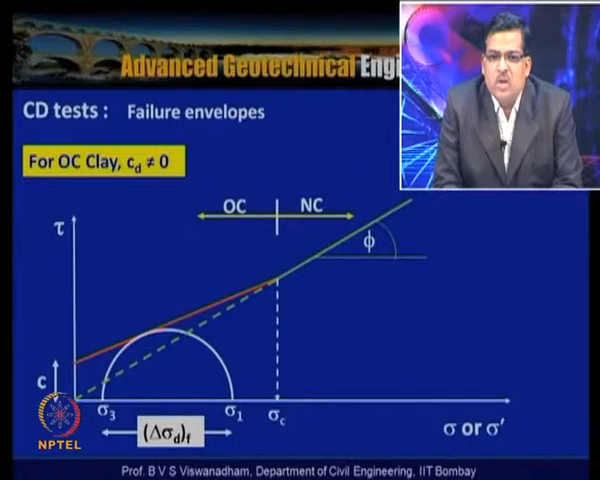 Advanced Geotechnical Engi
CD tests : Failure envelopes
For OC Clay, cd ≠ 0
OC NC
τ
ϕ
c
σ3 σ1 σc
(Δσd)f
σ or σ′
NPTEL
Prof. B V S Viswanadham, Department of Civil Engineering, IIT Bombay